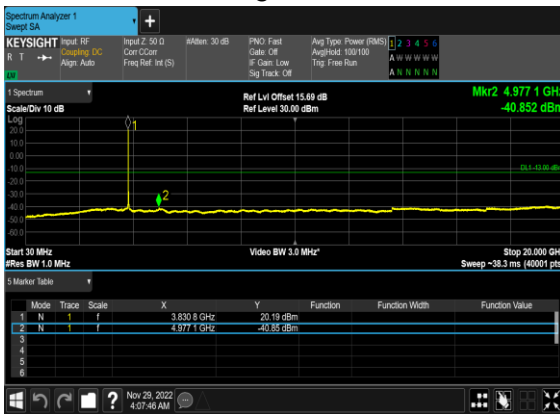 Spectrum Analyzer 1
Swept SA
+
KEYSIGHT Input: RF Input Z: 50 Ω #Atten: 30 dB PNO: Fast Avg Type: Power (RMS) 1 2 3 4 5 6
R T Coupling: DC Corr CCorr Gate: Off Avg|Hold: 100/100 A W W W W W
Align: Auto Freq Ref: Int (S) IF Gain: Low Trig: Free Run
Sig Track: Off A N N N N N
1 Spectrum Ref Lvl Offset 15.69 dB Mkr2 4.977 1 GHz
Scale/Div 10 dB Ref Level 30.00 dBm -40.852 dBm
Log
20.0
10.0
0.00
-10.0
DL1 -13.00 dBm
-20.0
-30.0
-40.0
-50.0
-60.0
1
2
Start 30 MHz Video BW 3.0 MHz* Stop 20.000 GHz
#Res BW 1.0 MHz Sweep ~38.3 ms (40001 pts)
5 Marker Table
Mode Trace Scale X Y Function Function Width Function Value
1 N 1 f 3.830 8 GHz 20.19 dBm
2 N 1 f 4.977 1 GHz -40.85 dBm
3
4
5
6
? Nov 29, 2022
4:07:46 AM